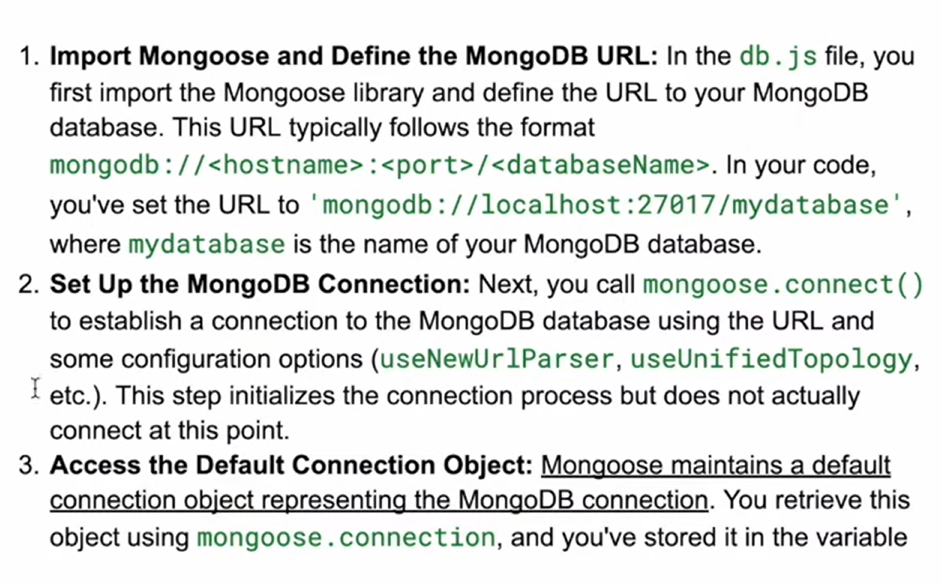 1. Import Mongoose and Define the MongoDB URL: In the db.js file, you
first import the Mongoose library and define the URL to your MongoDB
database. This URL typically follows the format
mongodb://<hostname>:<port>/<databaseName>. In your code,
you've set the URL to 'mongodb://localhost:27017/mydatabase',
where mydatabase is the name of your MongoDB database.
2. Set Up the MongoDB Connection: Next, you call mongoose.connect()
to establish a connection to the MongoDB database using the URL and
some configuration options (useNewUrlParser, useUnifiedTopology,
etc.). This step initializes the connection process but does not actually
connect at this point.
3. Access the Default Connection Object: Mongoose maintains a default
connection object representing the MongoDB connection. You retrieve this
object using mongoose.connection, and you've stored it in the variable